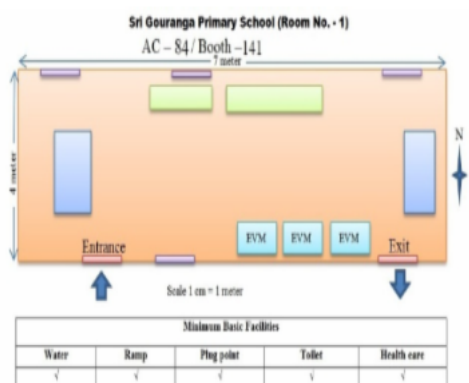 Sri Gouranga Primary School (Room No. - 1)
AC – 84/ Booth –141
7 meter
N
4 meter
EVM EVM EVM
Entrance Exit
Scale 1 cm = 1 meter
Minimum Basic Facilities
Water Ramp Plug point Toilet Health care
√ √ √ √ √